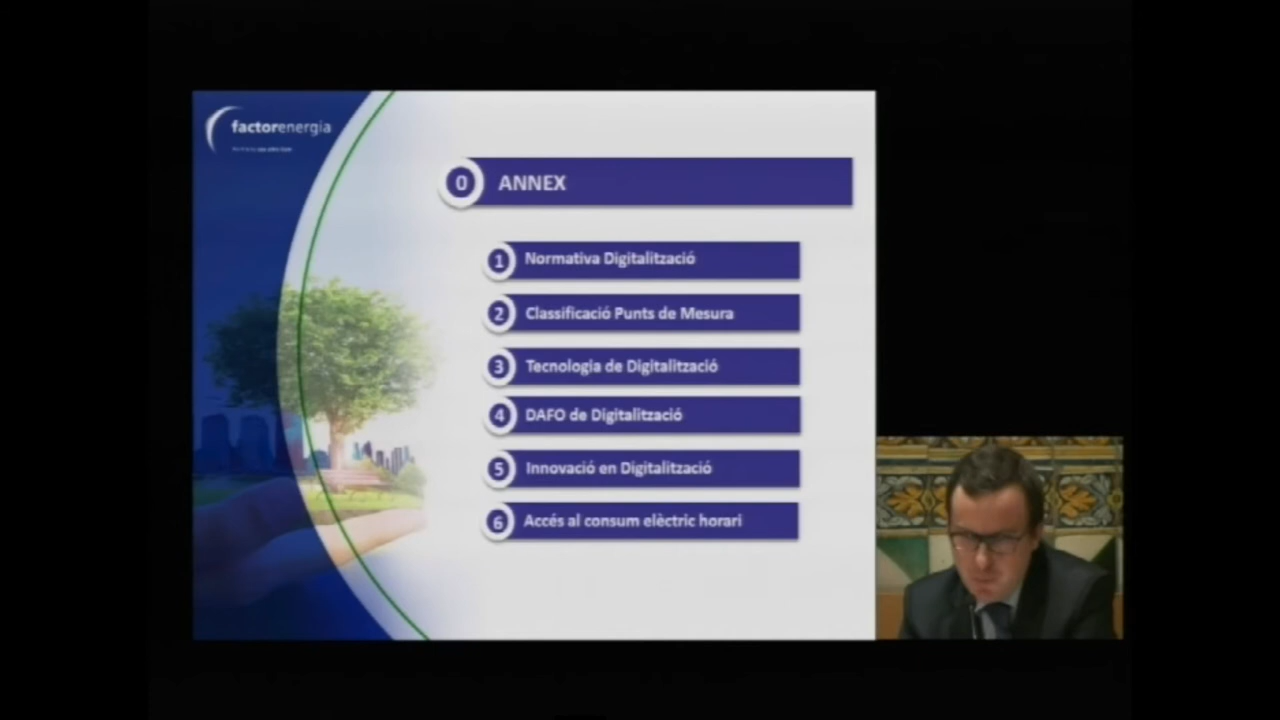 factorenergia
0 ANNEX
1 Normativa Digitalització
2 Classificació Punts de Mesura
3 Tecnologia de Digitalització
4 DAFO de Digitalització
5 Innovació en Digitalització
6 Accés al consum elèctric horari